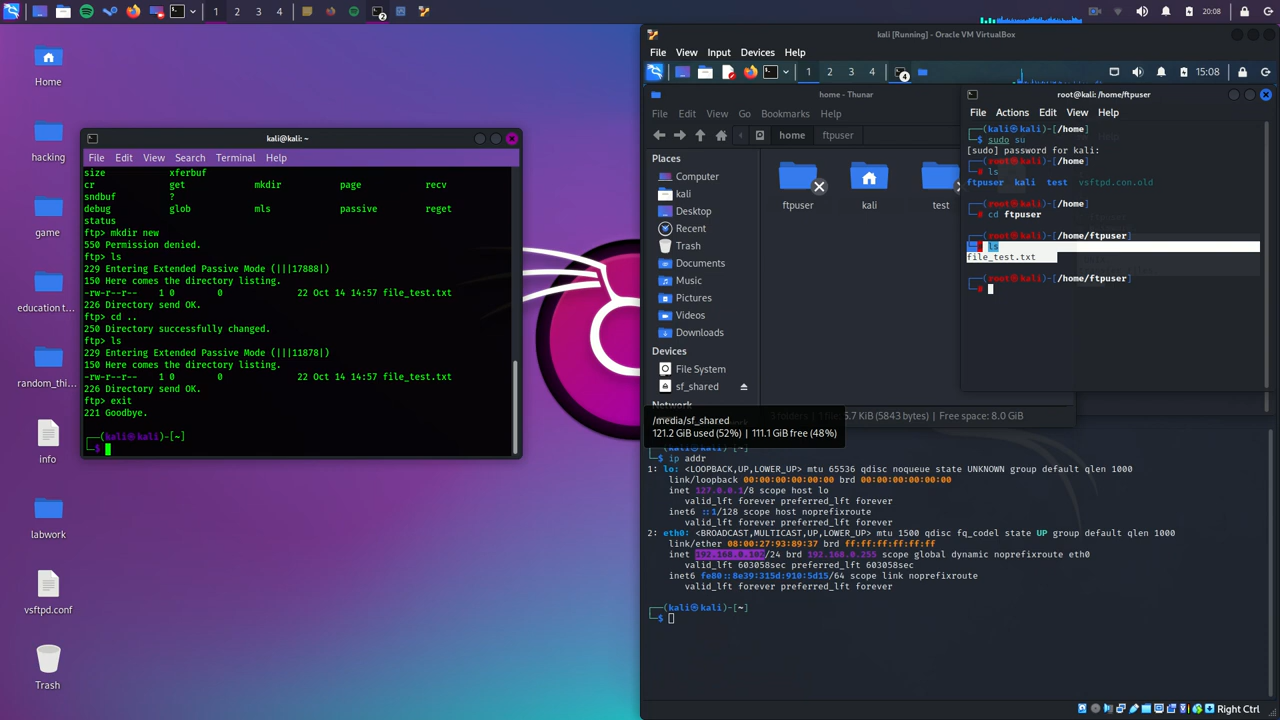 1 2 3 4 2 20:08
Home
hacking
game
education t...
random_thi...
info
labwork
vsftpd.conf
Trash
kali@kali: ~
File Edit View Search Terminal Help
size xferbuf
cr get mkdir page recv
sndbuf ?
debug glob mls passive reget
status
ftp> mkdir new
550 Permission denied.
ftp> ls
229 Entering Extended Passive Mode (|||17888|)
150 Here comes the directory listing.
-rw-r--r-- 1 0 0 22 Oct 14 14:57 file_test.txt
226 Directory send OK.
ftp> cd ..
250 Directory successfully changed.
ftp> ls
229 Entering Extended Passive Mode (|||11878|)
150 Here comes the directory listing.
-rw-r--r-- 1 0 0 22 Oct 14 14:57 file_test.txt
226 Directory send OK.
ftp> exit
221 Goodbye.
┌──(kali㉿kali)-[~]
└─$
kali [Running] - Oracle VM VirtualBox
File View Input Devices Help
1 2 3 4 4 15:08
home - Thunar
File Edit View Go Bookmarks Help
home ftpuser
Places
Computer
kali
Desktop
Recent
Trash
Documents
Music
Pictures
Videos
Downloads
Devices
File System
sf_shared
Network
ftpuser kali test
5.7 KiB (5843 bytes) | Free space: 8.0 GiB
/media/sf_shared
121.2 GiB used (52%) | 111.1 GiB free (48%)
root@kali: /home/ftpuser
File Actions Edit View Help
┌──(kali㉿kali)-[/home]
└─$ sudo su
[sudo] password for kali:
┌──(root㉿kali)-[/home]
└─# ls
ftpuser kali test vsftpd.con.old
┌──(root㉿kali)-[/home]
└─# cd ftpuser
┌──(root㉿kali)-[/home/ftpuser]
└─# ls
file_test.txt
┌──(root㉿kali)-[/home/ftpuser]
└─#
└─$ ip addr
1: lo: <LOOPBACK,UP,LOWER_UP> mtu 65536 qdisc noqueue state UNKNOWN group default qlen 1000
link/loopback 00:00:00:00:00:00 brd 00:00:00:00:00:00
inet 127.0.0.1/8 scope host lo
valid_lft forever preferred_lft forever
inet6 ::1/128 scope host noprefixroute
valid_lft forever preferred_lft forever
2: eth0: <BROADCAST,MULTICAST,UP,LOWER_UP> mtu 1500 qdisc fq_codel state UP group default qlen 1000
link/ether 08:00:27:93:89:37 brd ff:ff:ff:ff:ff:ff
inet 192.168.0.102/24 brd 192.168.0.255 scope global dynamic noprefixroute eth0
valid_lft 603058sec preferred_lft 603058sec
inet6 fe80::8e39:315d:910:5d15/64 scope link noprefixroute
valid_lft forever preferred_lft forever
┌──(kali㉿kali)-[~]
└─$
Right Ctrl